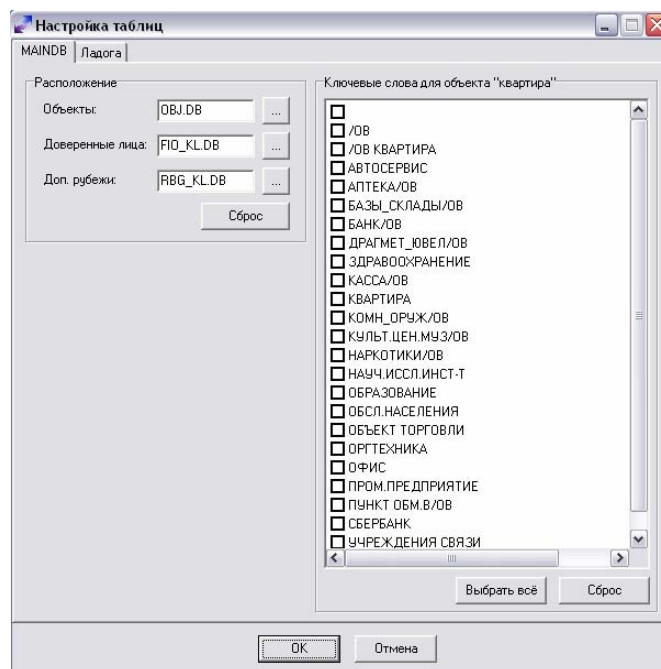 Настройка таблиц
MAINDB Ладога
Расположение
Объекты: OBJ.DB ...
Доверенные лица: FIO_KL.DB ...
Доп. рубежи: RBG_KL.DB ...
Сброс
Ключевые слова для объекта "квартира"
/ОВ
/ОВ КВАРТИРА
АВТОСЕРВИС
АПТЕКА/ОВ
БАЗЫ_СКЛАДЫ/ОВ
БАНК/ОВ
ДРАГМЕТ_ЮВЕЛ/ОВ
ЗДРАВООХРАНЕНИЕ
КАССА/ОВ
КВАРТИРА
КОМН_ОРУЖ/ОВ
КУЛЬТ.ЦЕН.МУЗ/ОВ
НАРКОТИКИ/ОВ
НАУЧ.ИССЛ.ИНСТ-Т
ОБРАЗОВАНИЕ
ОБСЛ.НАСЕЛЕНИЯ
ОБЪЕКТ ТОРГОВЛИ
ОРГТЕХНИКА
ОФИС
ПРОМ.ПРЕДПРИЯТИЕ
ПУНКТ ОБМ.В/ОВ
СБЕРБАНК
УЧРЕЖДЕНИЯ СВЯЗИ
Выбрать всё Сброс
OK Отмена